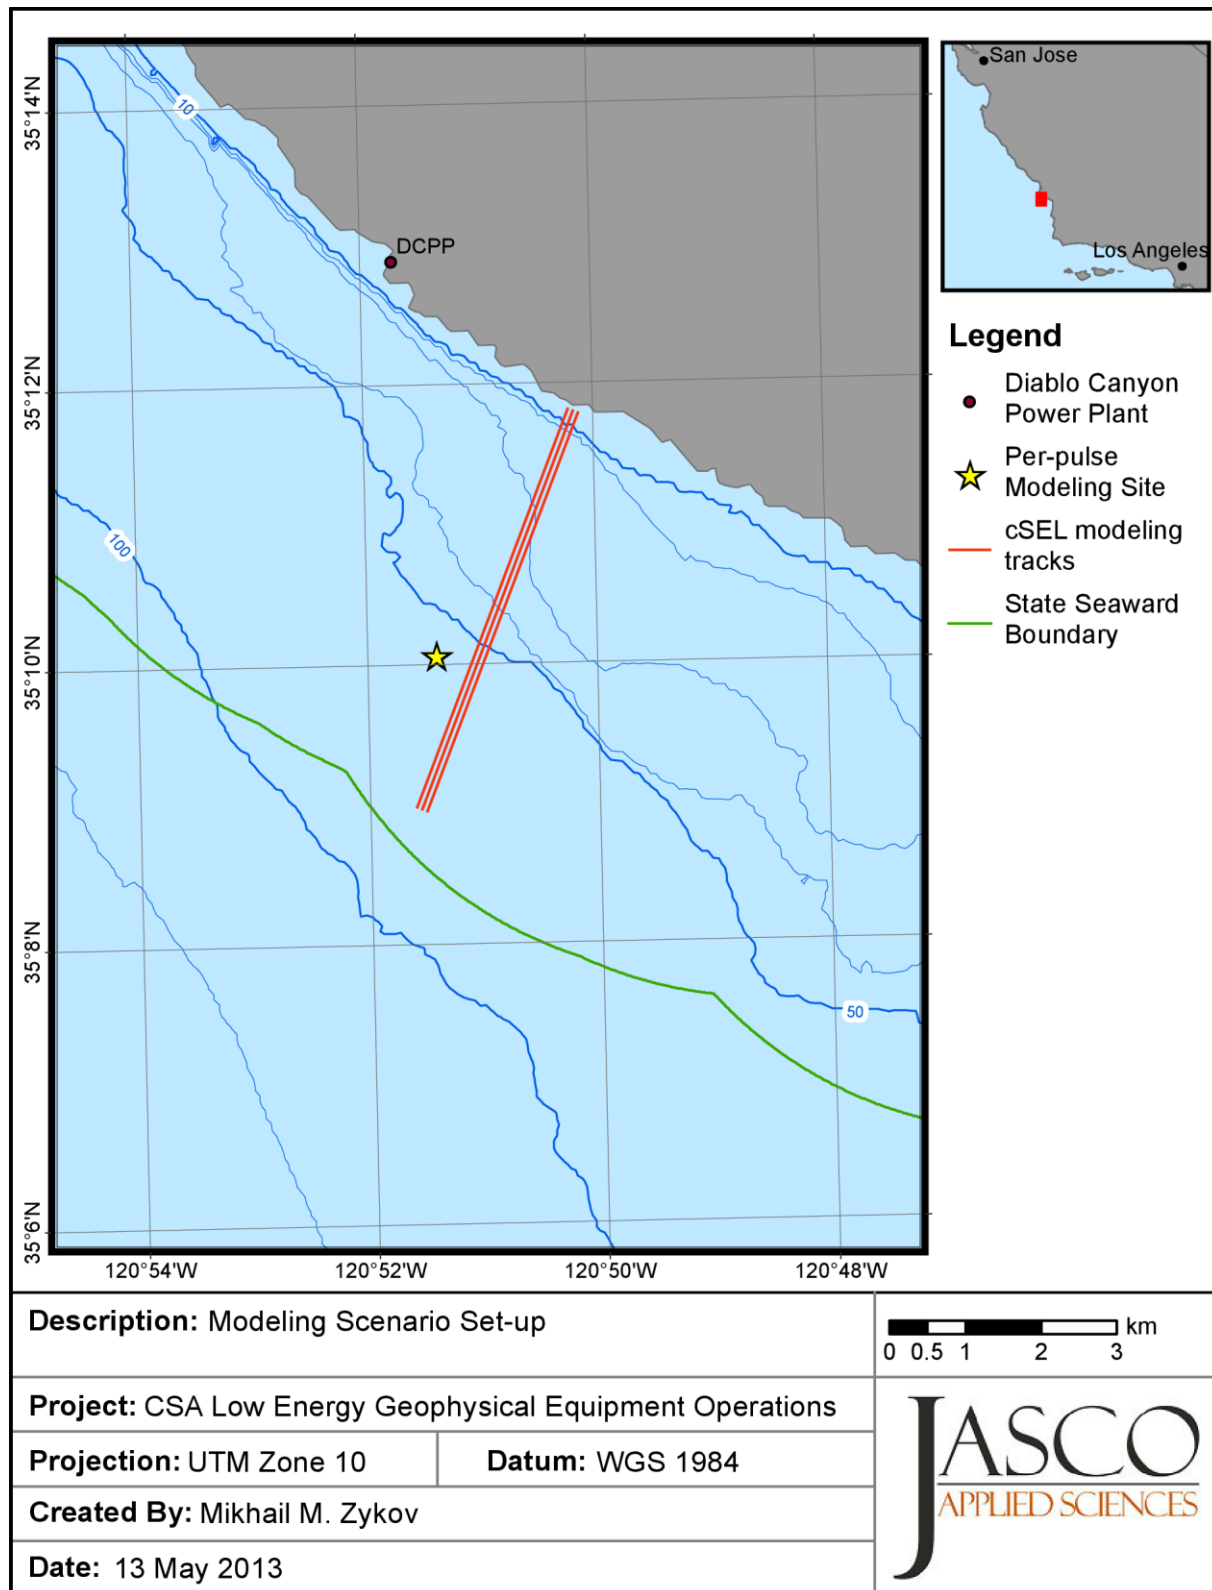 35°14'N
35°12'N
35°10'N
35°8'N
35°6'N
120°54'W
120°52'W
120°50'W
120°48'W
10
DCPP
100
50
San Jose
Los Angeles
Legend
Diablo Canyon
Power Plant
Per-pulse
Modeling Site
cSEL modeling
tracks
State Seaward
Boundary
Description: Modeling Scenario Set-up
km
0 0.5 1 2 3
Project: CSA Low Energy Geophysical Equipment Operations
Projection: UTM Zone 10
Datum: WGS 1984
Created By: Mikhail M. Zykov
Date: 13 May 2013
JASCO
APPLIED SCIENCES